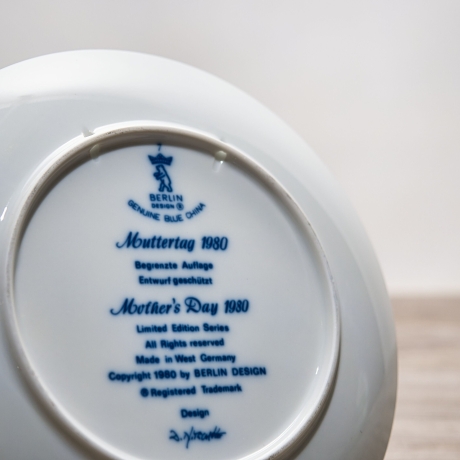 BERLIN
DESIGN
GENUINE BLUE CHINA
Muttertag 1980
Begrenzte Auflage
Entwurf geschützt
Mother's Day 1980
Limited Edition Series
All Rights reserved
Made in West Germany
Copyright 1980 by BERLIN DESIGN
® Registered Trademark
Design